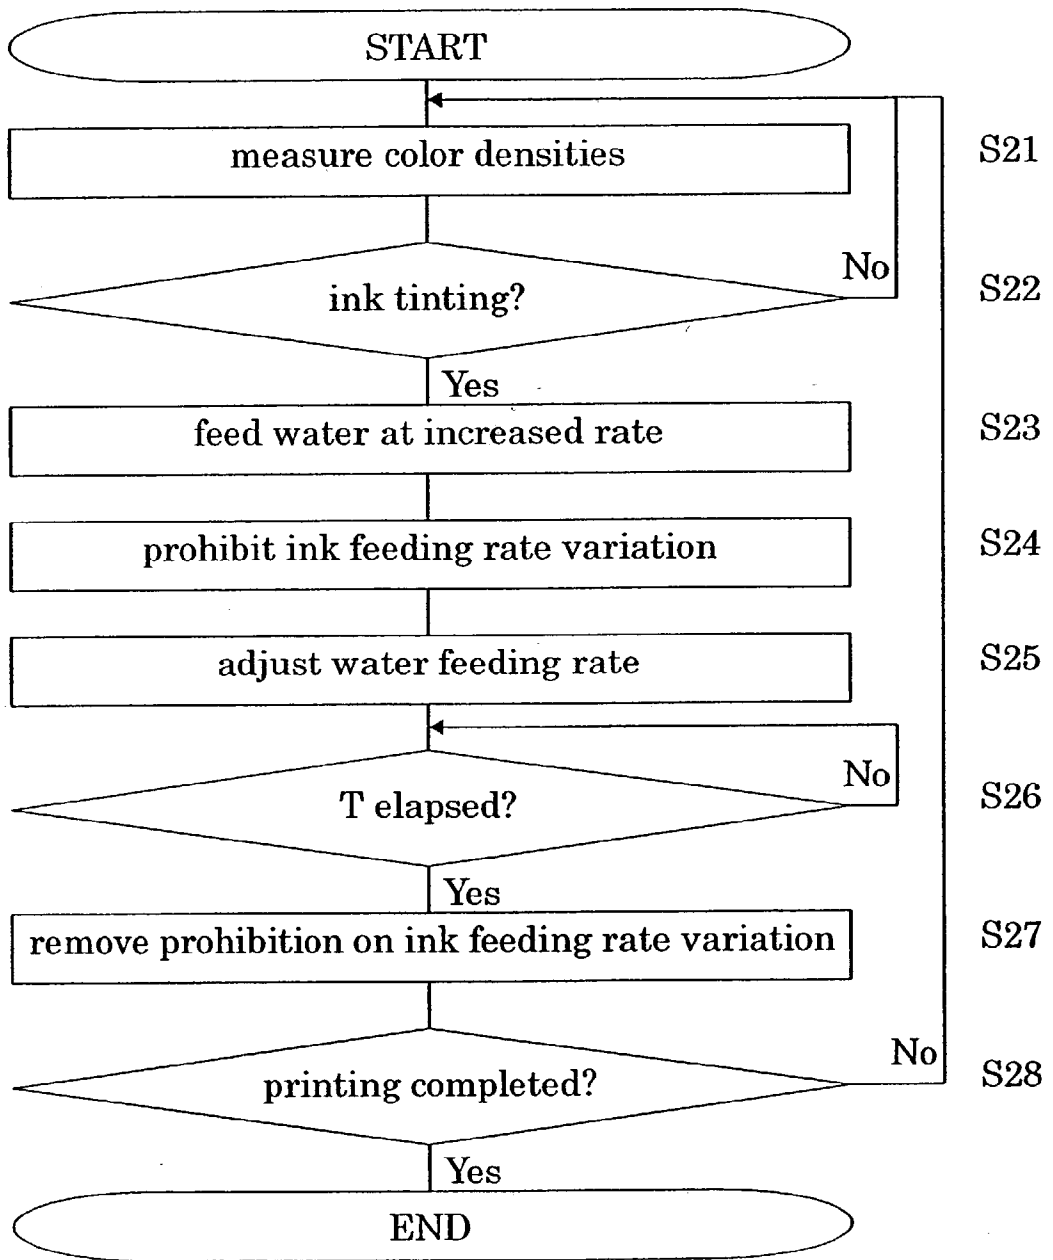 START
measure color densities
S21
No
ink tinting?
S22
Yes
feed water at increased rate
S23
prohibit ink feeding rate variation
S24
adjust water feeding rate
S25
No
T elapsed?
S26
Yes
remove prohibition on ink feeding rate variation
S27
No
printing completed?
S28
Yes
END